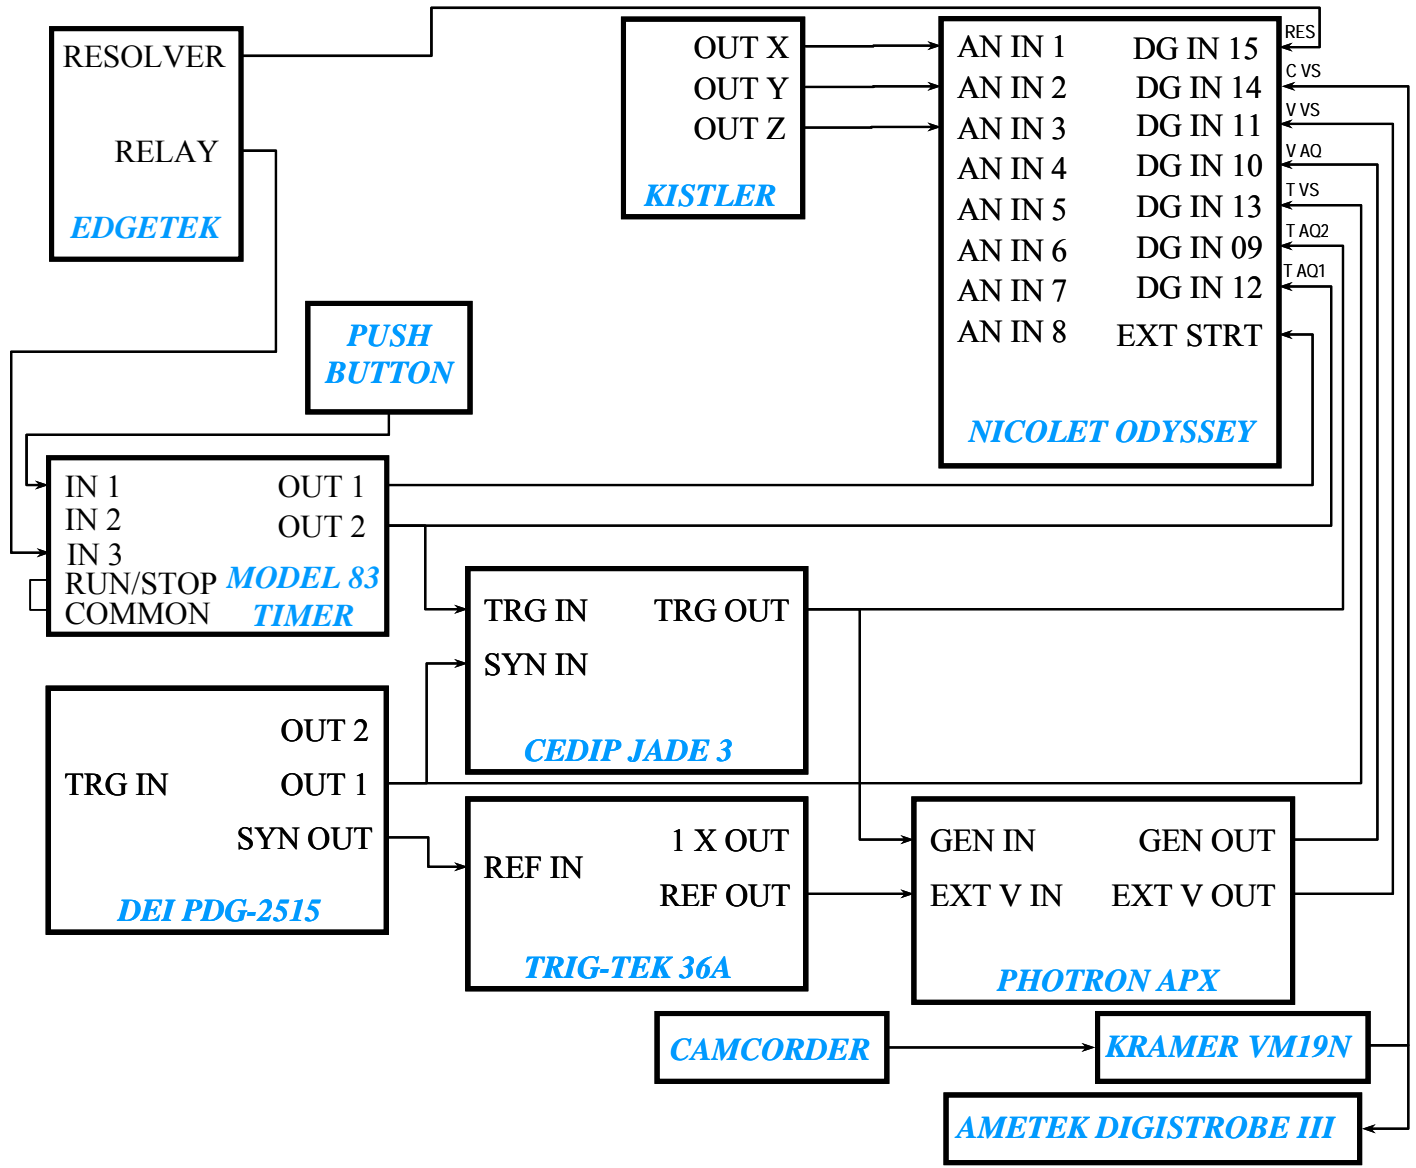 RESOLVER
RELAY
EDGETEK
OUT X
OUT Y
OUT Z
KISTLER
AN IN 1
AN IN 2
AN IN 3
AN IN 4
AN IN 5
AN IN 6
AN IN 7
AN IN 8
DG IN 15
DG IN 14
DG IN 11
DG IN 10
DG IN 13
DG IN 09
DG IN 12
EXT STRT
NICOLET ODYSSEY
RES
C VS
V VS
V AQ
T VS
T AQ2
T AQ1
PUSH
BUTTON
IN 1
IN 2
IN 3
RUN/STOP
COMMON
OUT 1
OUT 2
MODEL 83
TIMER
TRG IN
SYN IN
TRG OUT
CEDIP JADE 3
TRG IN
OUT 2
OUT 1
SYN OUT
DEI PDG-2515
REF IN
1 X OUT
REF OUT
TRIG-TEK 36A
GEN IN
EXT V IN
GEN OUT
EXT V OUT
PHOTRON APX
CAMCORDER
KRAMER VM19N
AMETEK DIGISTROBE III